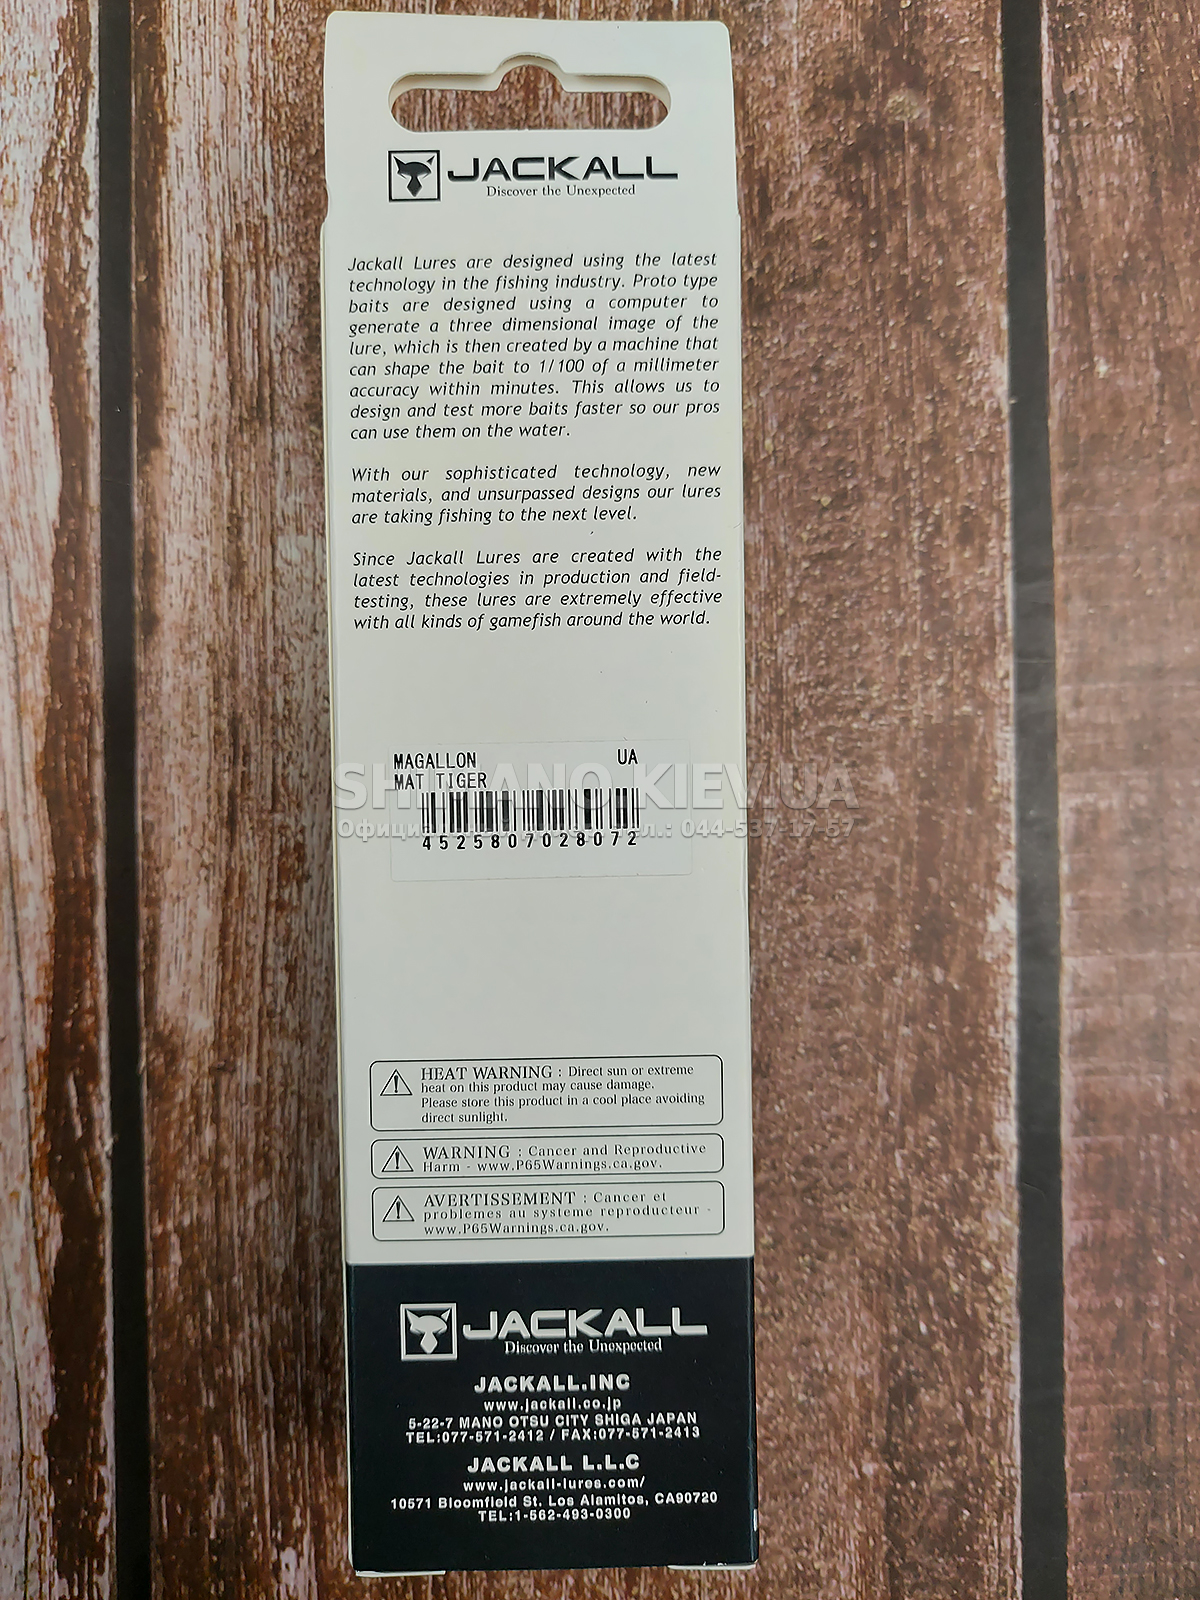 JACKALL
Discover the Unexpected
Jackall Lures are designed using the latest
technology in the fishing industry. Proto type
baits are designed using a computer to
generate a three dimensional image of the
lure, which is then created by a machine that
can shape the bait to 1/100 of a millimeter
accuracy within minutes. This allows us to
design and test more baits faster so our pros
can use them on the water.
With our sophisticated technology, new
materials, and unsurpassed designs our lures
are taking fishing to the next level.
Since Jackall Lures are created with the
latest technologies in production and field-
testing, these lures are extremely effective
with all kinds of gamefish around the world.
MAGALLON UA
MAT TIGER
KIEV.UA
044-537-17-57
4525807028072
HEAT WARNING : Direct sun or extreme
heat on this product may cause damage.
Please store this product in a cool place avoiding
direct sunlight.
WARNING : Cancer and Reproductive
Harm - www.P65Warnings.ca.gov.
AVERTISSEMENT : Cancer et
problemes au systeme reproducteur -
www.P65Warnings.ca.gov.
JACKALL
Discover the Unexpected
JACKALL.INC
www.jackall.co.jp
5-22-7 MANO OTSU CITY SHIGA JAPAN
TEL:077-571-2412 / FAX:077-571-2413
JACKALL L.L.C
www.jackall-lures.com/
10571 Bloomfield St. Los Alamitos, CA90720
TEL:1-562-493-0300